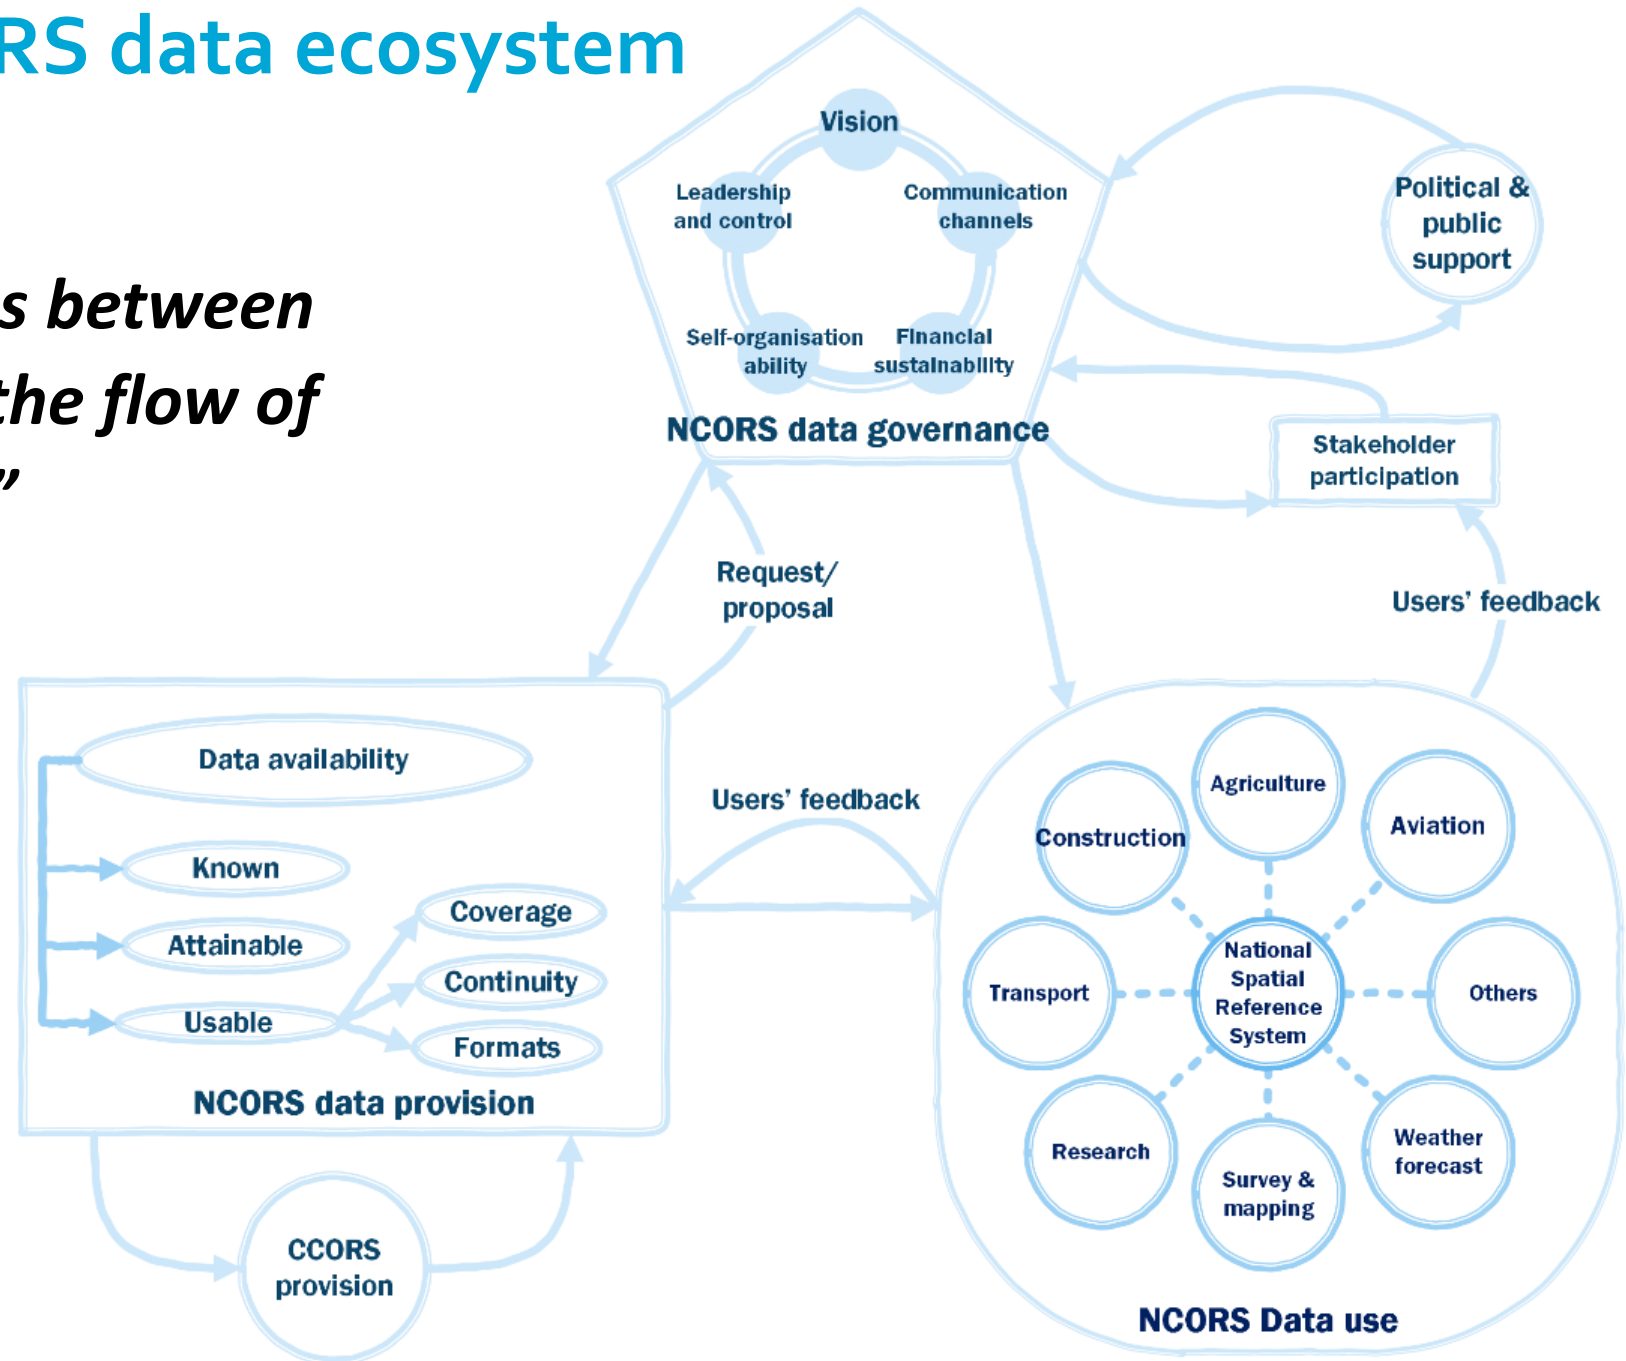 RS data ecosystem
s between
the flow of
”
Vision
Leadership
and control
Communication
channels
Self-organisation
ability
Financial
sustainability
NCORS data governance
Political &
public
support
Stakeholder
participation
Request/
proposal
Users’ feedback
Data availability
Known
Attainable
Usable
Coverage
Continuity
Formats
NCORS data provision
Users’ feedback
CCORS
provision
Agriculture
Construction
Aviation
Transport
National
Spatial
Reference
System
Others
Research
Survey &
mapping
Weather
forecast
NCORS Data use